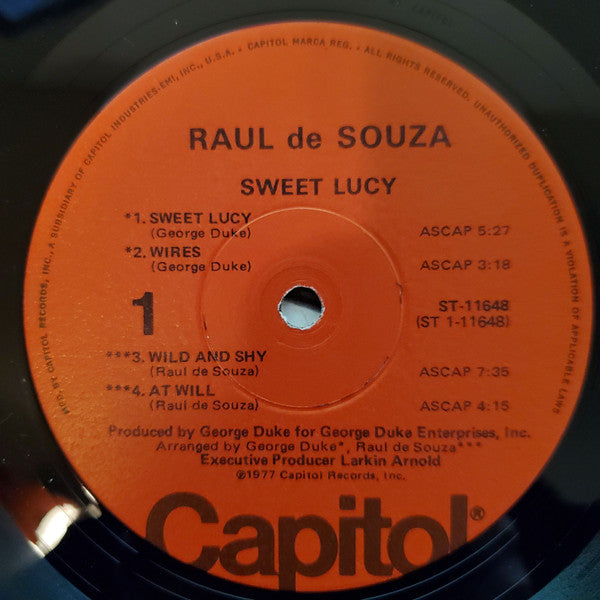 MFD. BY CAPITOL RECORDS, INC., A SUBSIDIARY OF CAPITOL INDUSTRIES-EMI, INC., U.S.A. • CAPITOL MARCA REG. • ALL RIGHTS RESERVED. UNAUTHORIZED DUPLICATION IS A VIOLATION OF APPLICABLE LAWS
RAUL de SOUZA
SWEET LUCY
*1. SWEET LUCY
(George Duke) ASCAP 5:27
*2. WIRES
(George Duke) ASCAP 3:18
1
ST-11648
(ST 1-11648)
***3. WILD AND SHY
(Raul de Souza) ASCAP 7:35
***4. AT WILL
(Raul de Souza) ASCAP 4:15
Produced by George Duke for George Duke Enterprises, Inc.
Arranged by George Duke*, Raul de Souza***
Executive Producer Larkin Arnold
℗1977 Capitol Records, Inc.
Capitol®